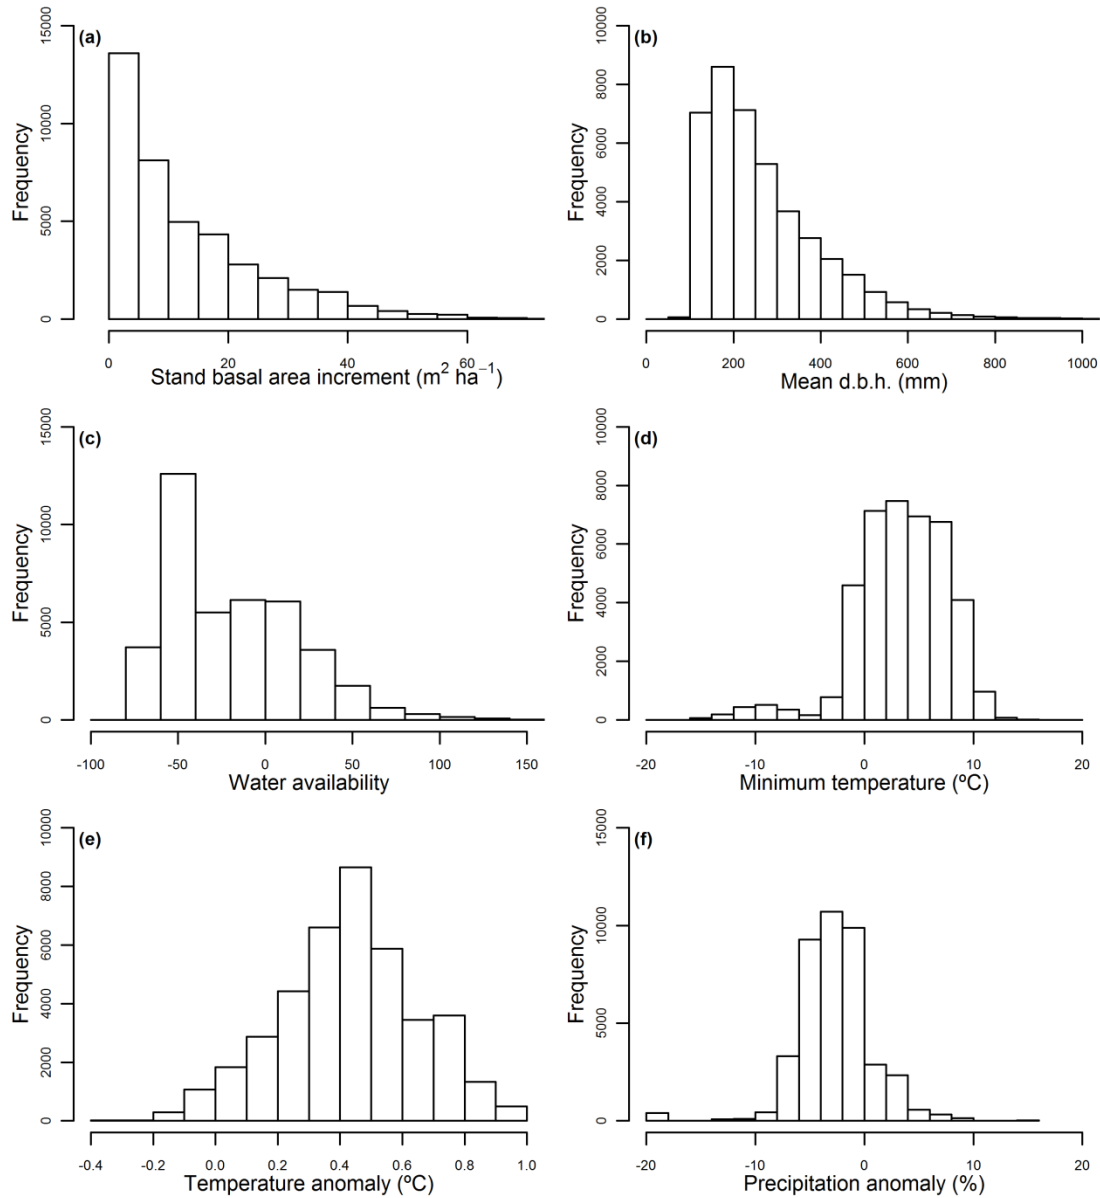 (a)
15000
10000
5000
0
Frequency
0 20 40 60
Stand basal area increment (m² ha⁻¹)
(b)
10000
8000
6000
4000
2000
0
Frequency
0 200 400 600 800 1000
Mean d.b.h. (mm)
(c)
15000
10000
5000
0
Frequency
-100 -50 0 50 100 150
Water availability
(d)
10000
8000
6000
4000
2000
0
Frequency
-20 -10 0 10 20
Minimum temperature (ºC)
(e)
10000
8000
6000
4000
2000
0
Frequency
-0.4 -0.2 0.0 0.2 0.4 0.6 0.8 1.0
Temperature anomaly (ºC)
(f)
15000
10000
5000
0
Frequency
-20 -10 0 10 20
Precipitation anomaly (%)